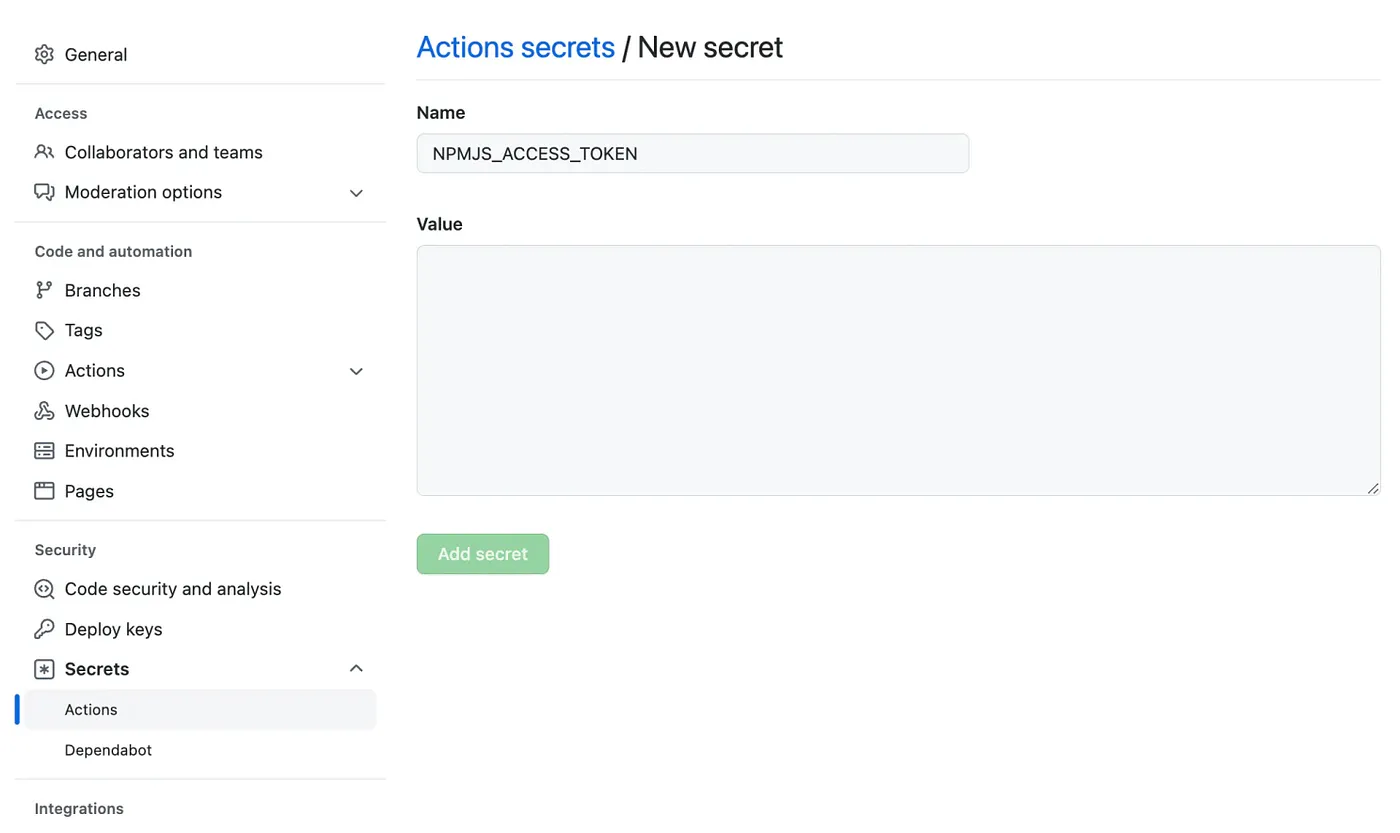 General
Access
Collaborators and teams
Moderation options
Code and automation
Branches
Tags
Actions
Webhooks
Environments
Pages
Security
Code security and analysis
Deploy keys
Secrets
Actions
Dependabot
Integrations
Actions secrets / New secret
Name
NPMJS_ACCESS_TOKEN
Value
Add secret